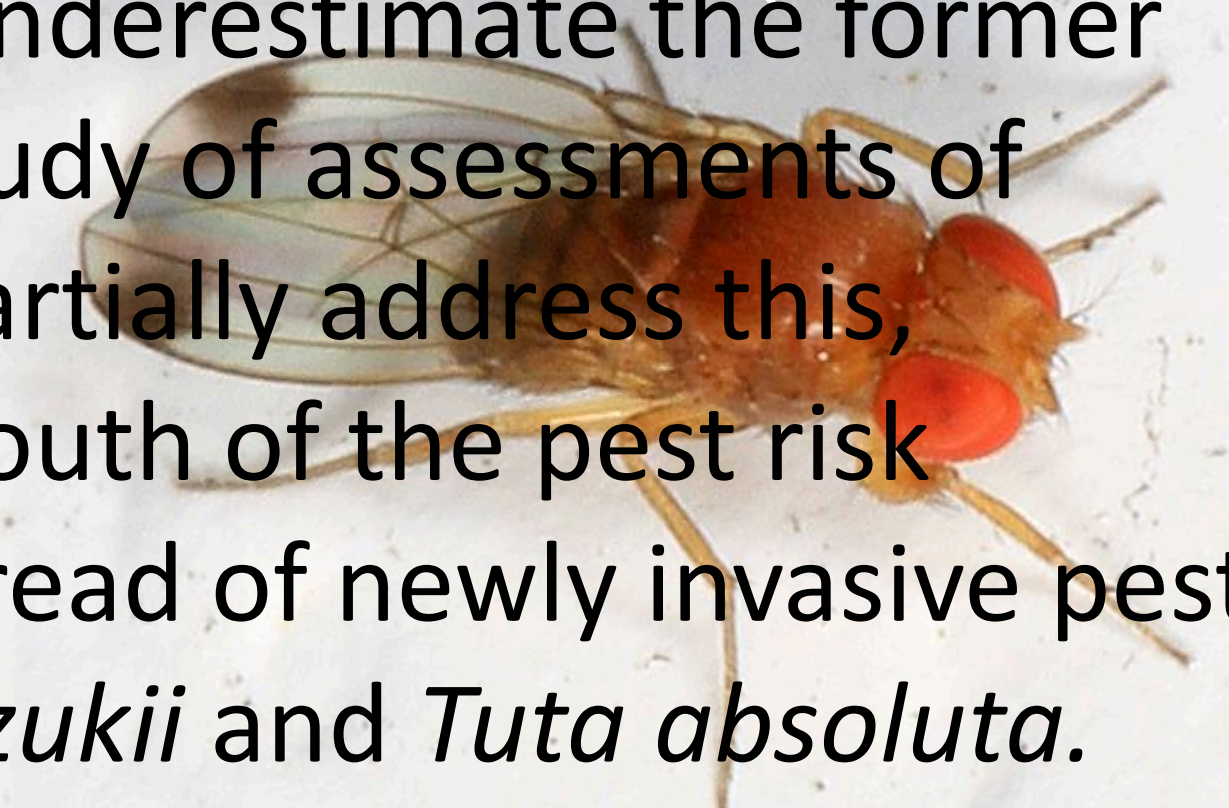 nderestimate the former
udy of assessments of
artially address this,
outh of the pest risk
read of newly invasive pest
zukii and Tuta absoluta.